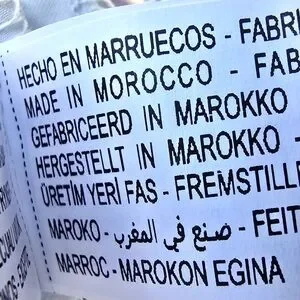 HECHO EN MARRUECOS - FABRI
MADE IN MOROCCO - FAB
GEFABRICEERD IN MAROKKO
HERGESTELLT IN MAROKKO -
ÜRETİM YERİ FAS - FREMSTILLE
MAROKO - صنع في المغرب - FEIT
MARROC - MAROKON EGINA